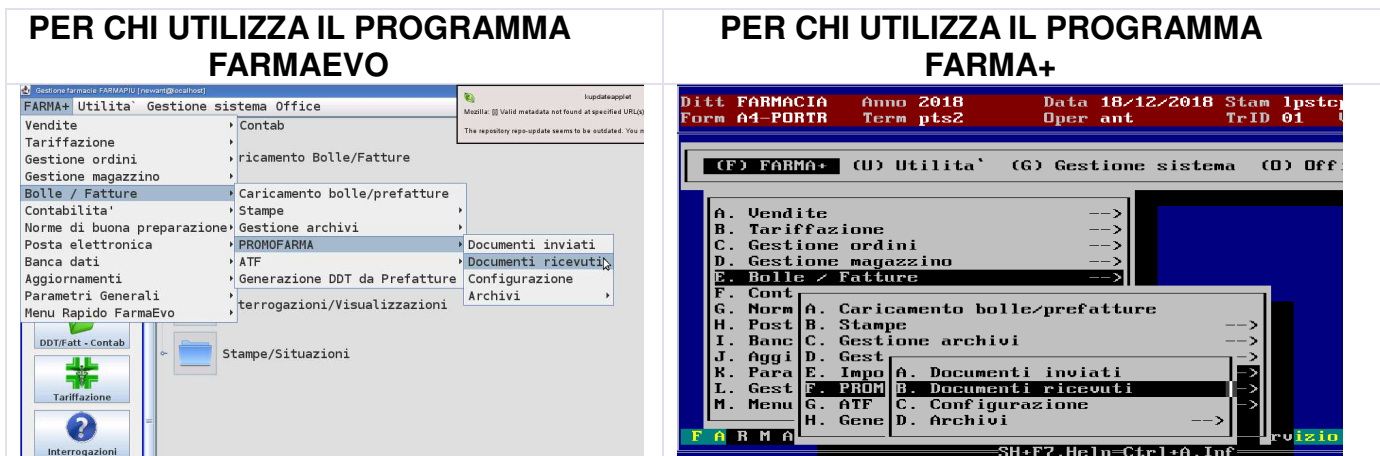 PER CHI UTILIZZA IL PROGRAMMA
FARMAEVO
Gestione farmacie FARMAPIU [newant@localhost]
FARMA+ Utilita` Gestione sistema Office
kupdateapplet
Mozilla: [i] Valid metadata not found at specified URL(s)
The repository repo-update seems to be outdated. You m
Vendite
Tariffazione
Gestione ordini
Gestione magazzino
Bolle / Fatture
Contabilita'
Norme di buona preparazione
Posta elettronica
Banca dati
Aggiornamenti
Parametri Generali
Menu Rapido FarmaEvo
Contab
ricamento Bolle/Fatture
Caricamento bolle/prefatture
Stampe
Gestione archivi
PROMOFARMA
ATF
Generazione DDT da Prefatture
Documenti inviati
Documenti ricevuti
Configurazione
Archivi
terrogazioni/Visualizzazioni
Stampe/Situazioni
DDT/Fatt - Contab
Tariffazione
Interrogazioni
PER CHI UTILIZZA IL PROGRAMMA
FARMA+
Ditt FARMACIA Anno 2018 Data 18/12/2018 Stam lpstcp
Form A4-PORTR Term pts2 Oper ant TrID 01
(F) FARMA+ (U) Utilita` (G) Gestione sistema (O) Off
A. Vendite -->
B. Tariffazione -->
C. Gestione ordini -->
D. Gestione magazzino -->
E. Bolle / Fatture -->
F. Cont
G. Norm
H. Post
I. Banc
J. Aggi
K. Para
L. Gest
M. Menu
A. Caricamento bolle/prefatture
B. Stampe -->
C. Gestione archivi -->
D. Gest ->
E. Impo ->
F. PROM ->
G. ATF ->
H. Gene
A. Documenti inviati
B. Documenti ricevuti
C. Configurazione
D. Archivi -->
F A R M A
rvizio
SH+F7.Help-Ctrl+A.Inf